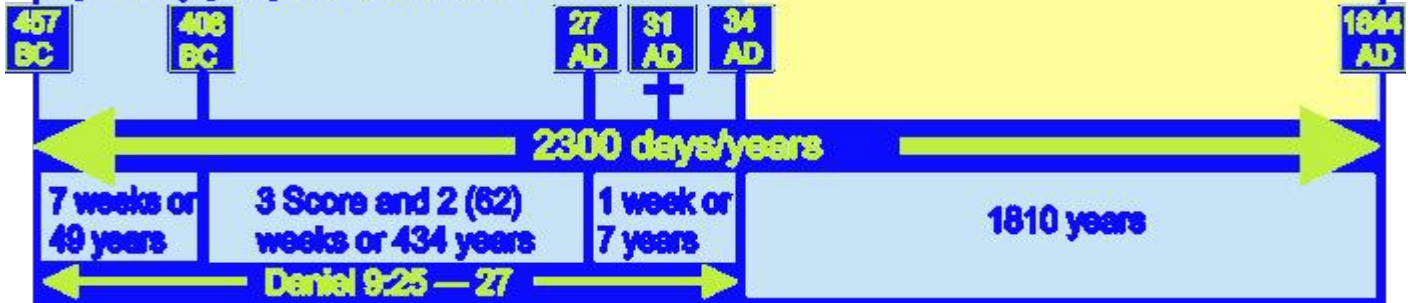 457
BC
408
BC
27
AD
31
AD
34
AD
1844
AD
2300 days/years
7 weeks or
49 years
3 Score and 2 (62)
weeks or 434 years
1 week or
7 years
1810 years
Daniel 9:25 — 27